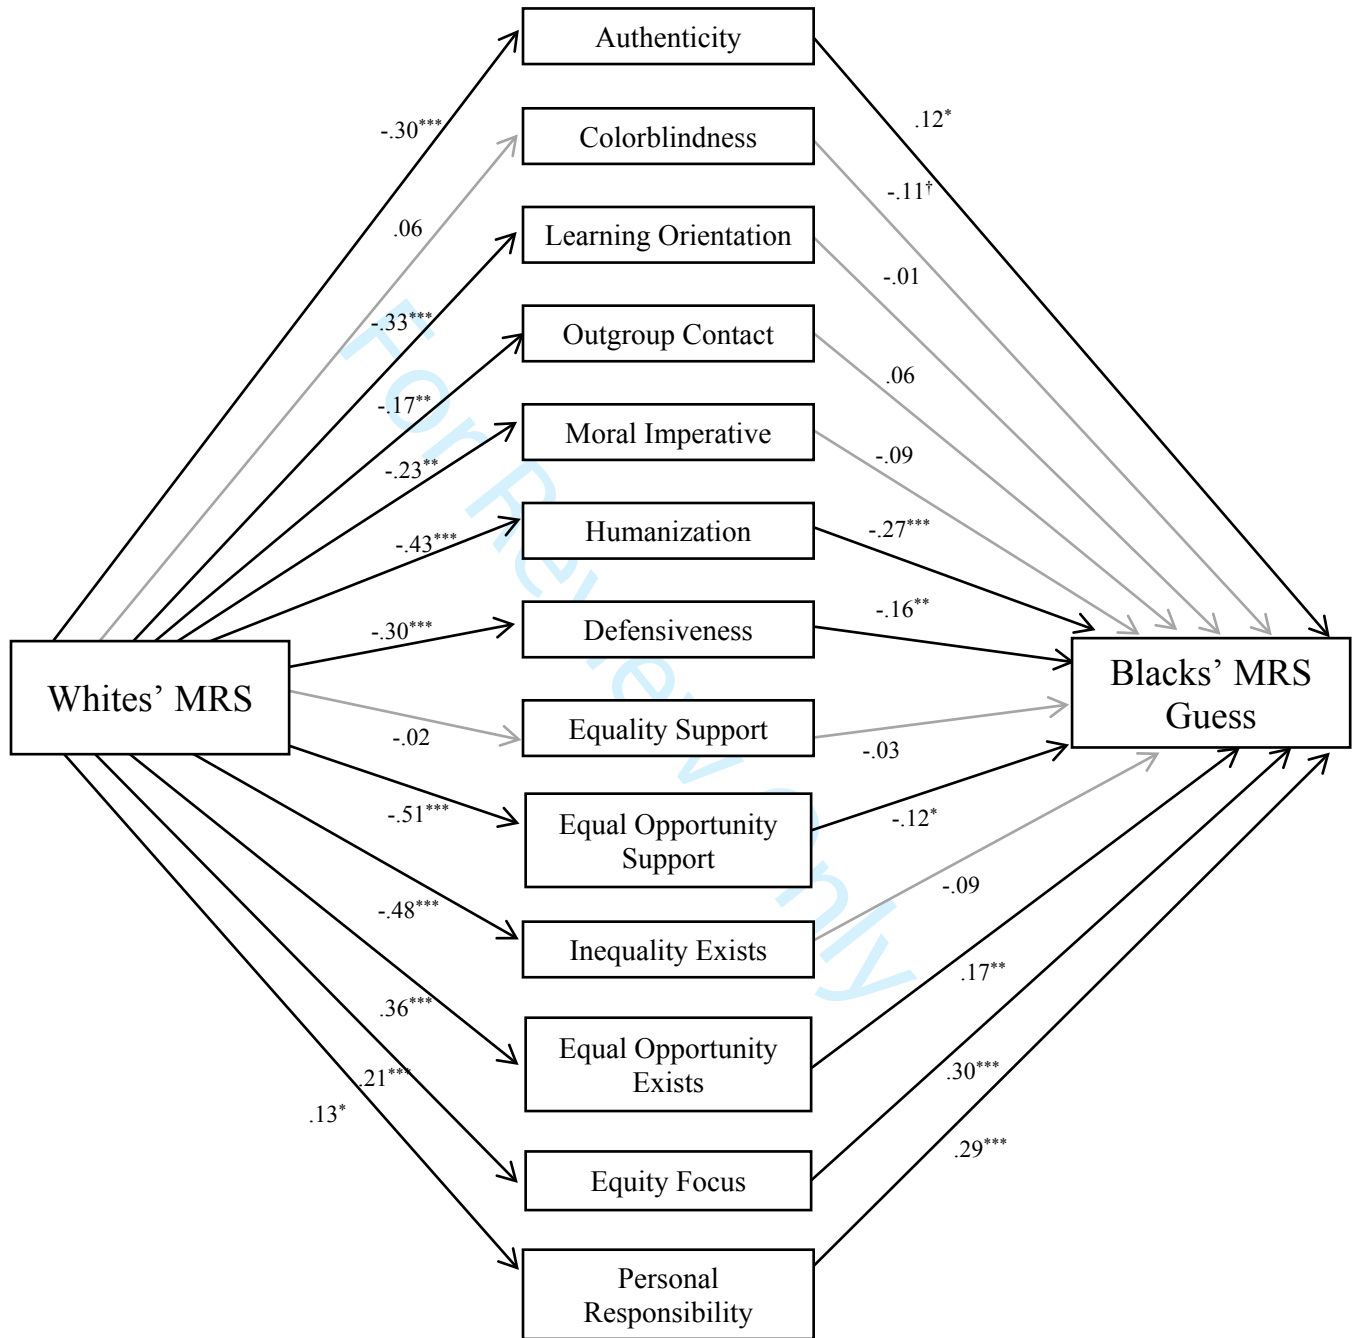 Authenticity
-.30***
.12*
Colorblindness
-.11†
.06
Learning Orientation
-.01
-.33***
Outgroup Contact
.06
-.17**
Moral Imperative
-.09
-.23**
Humanization
-.43***
-.27***
Defensiveness
-.30***
-.16**
Whites’ MRS
Blacks’ MRS
Guess
Equality Support
-.02
-.03
Equal Opportunity
Support
-.51***
-.12*
Inequality Exists
-.48***
-.09
Equal Opportunity
Exists
.36***
.17**
Equity Focus
.21***
.30***
Personal
Responsibility
.13*
.29***
For Review Only